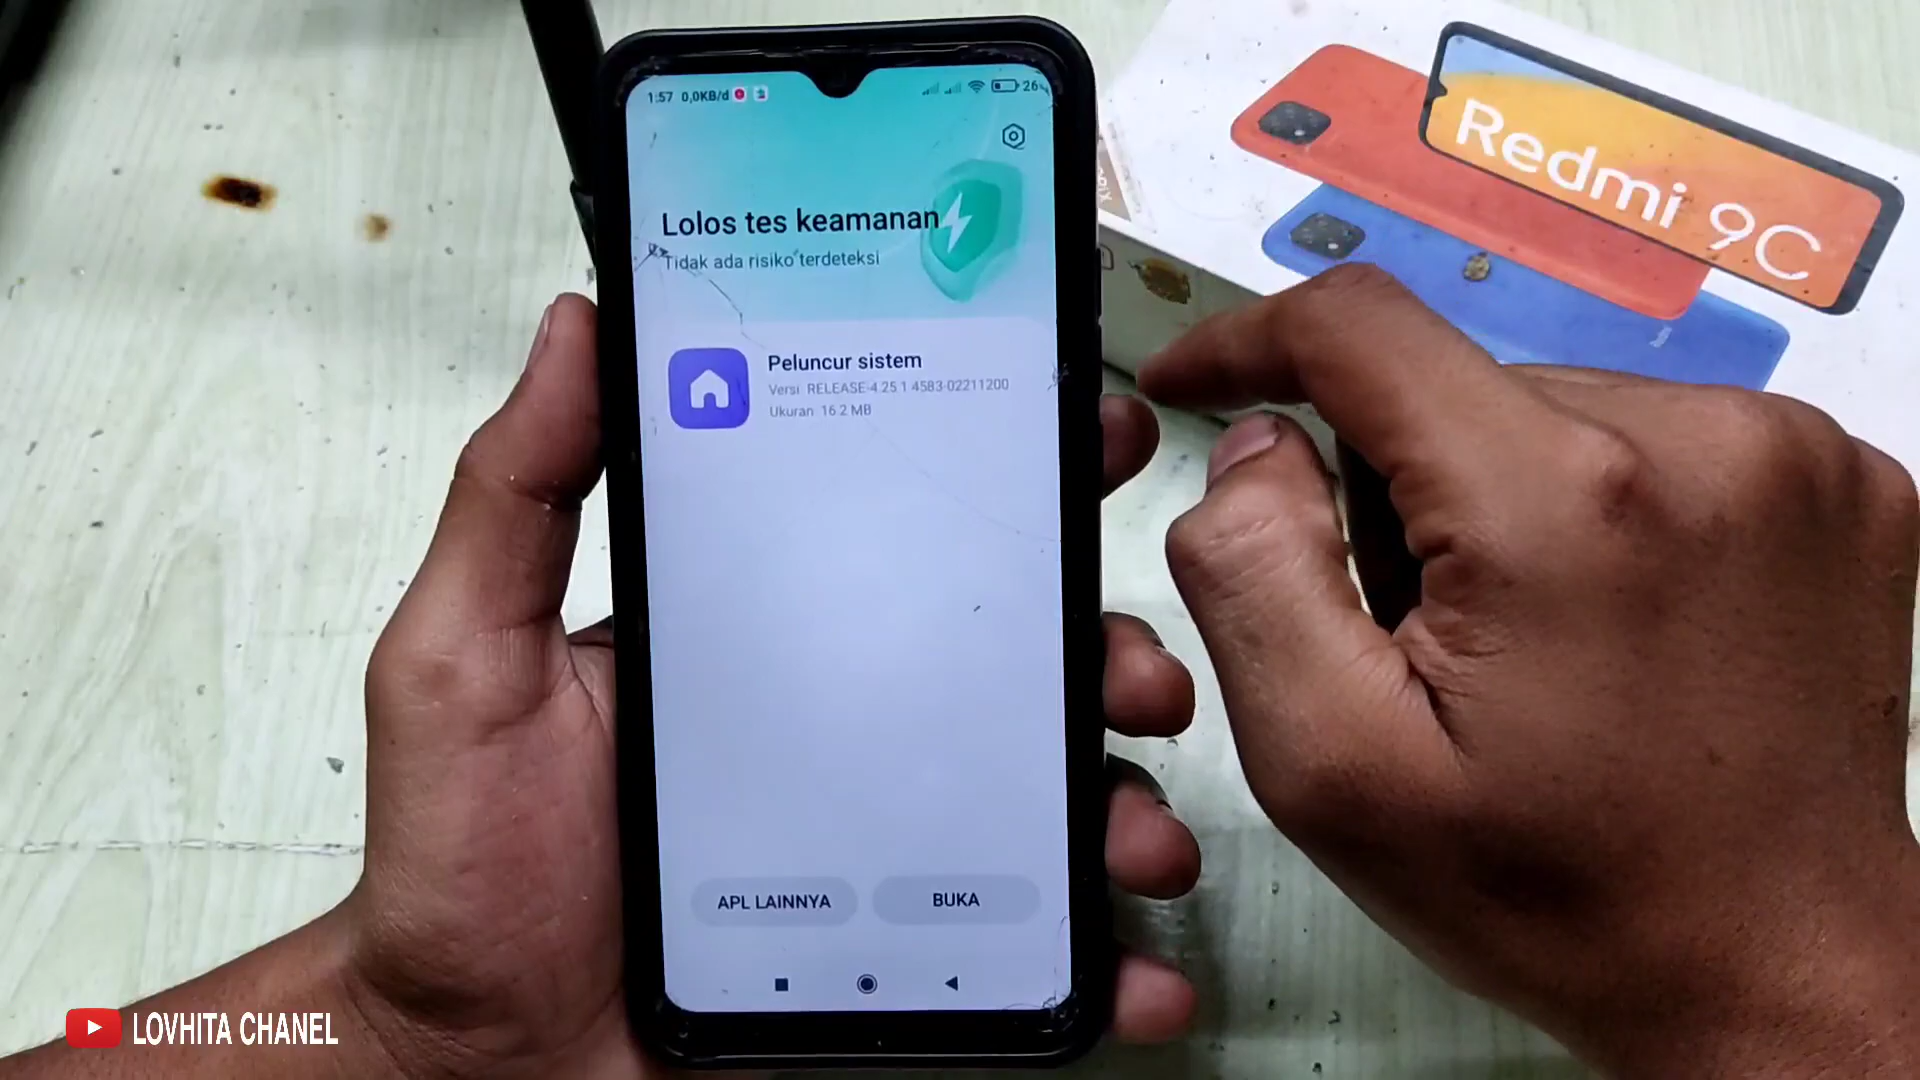 1:57 0,0KB/d
26
Lolos tes keamanan
Tidak ada risiko terdeteksi
Peluncur sistem
Versi RELEASE-4.25.1.4583-02211200
Ukuran 16.2 MB
APL LAINNYA
BUKA
Redmi 9C
LOVHITA CHANEL